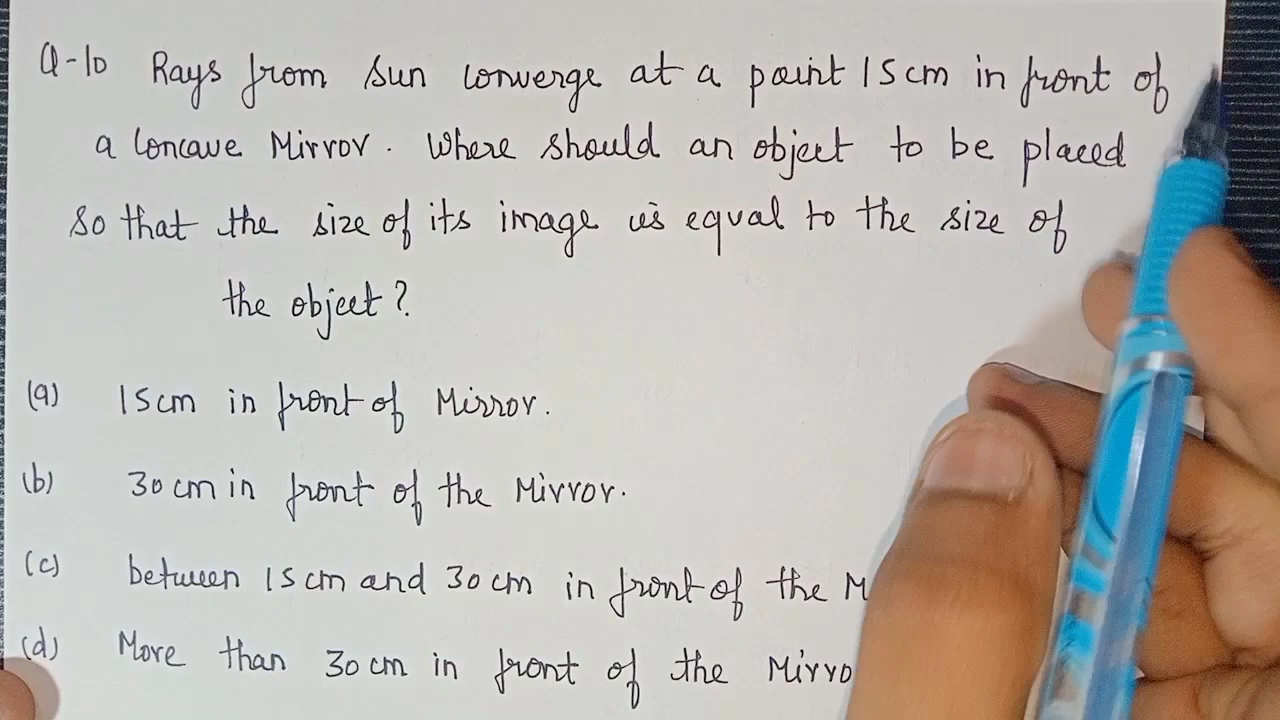 Q-10 Rays from Sun converge at a point 15cm in front of
a Concave Mirror. Where should an object to be placed
so that the size of its image is equal to the size of
the object?
(a) 15cm in front of Mirror.
(b) 30cm in front of the Mirror.
(c) between 15cm and 30cm in front of the M
(d) More than 30cm in front of the Mirro